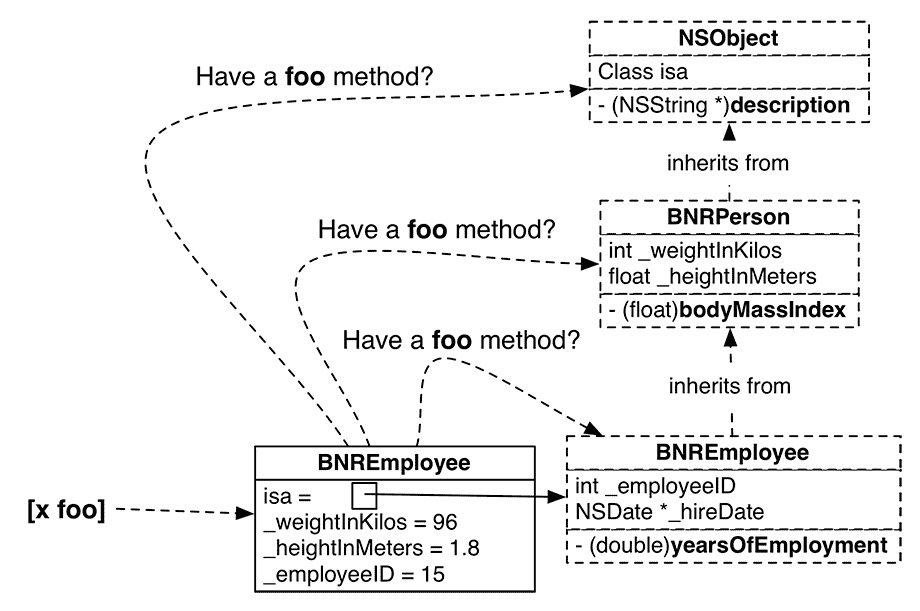 NSObject
Class isa
- (NSString *)description
Have a foo method?
inherits from
BNRPerson
int _weightInKilos
float _heightInMeters
- (float)bodyMassIndex
Have a foo method?
Have a foo method?
inherits from
BNREmployee
int _employeeID
NSDate *_hireDate
- (double)yearsOfEmployment
[x foo]
BNREmployee
isa =
_weightInKilos = 96
_heightInMeters = 1.8
_employeeID = 15